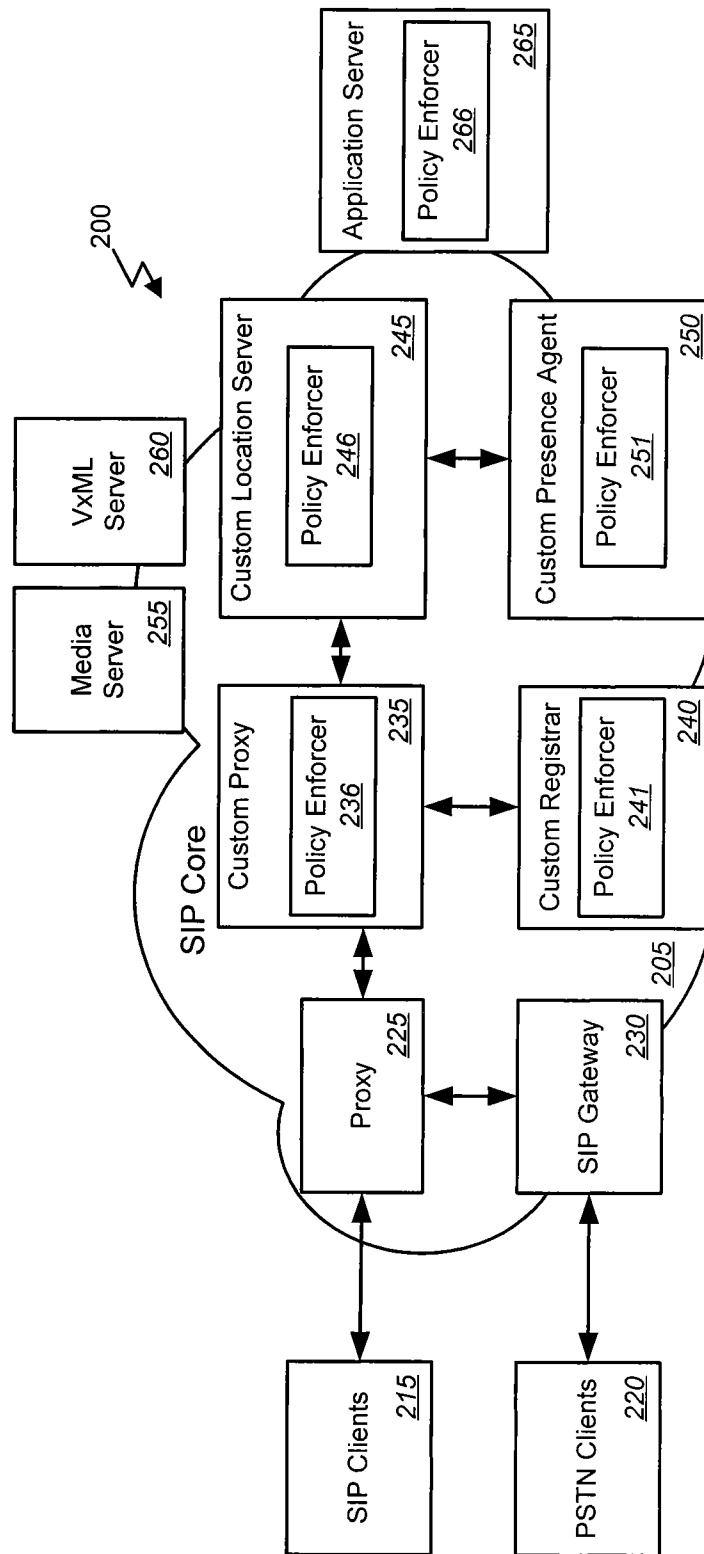 200
SIP Core
205
SIP Clients
215
PSTN Clients
220
Proxy
225
SIP Gateway
230
Custom Proxy
Policy Enforcer
236
235
Custom Registrar
Policy Enforcer
241
240
Media
Server
255
VxML
Server
260
Custom Location Server
Policy Enforcer
246
245
Custom Presence Agent
Policy Enforcer
251
250
Application Server
Policy Enforcer
266
265